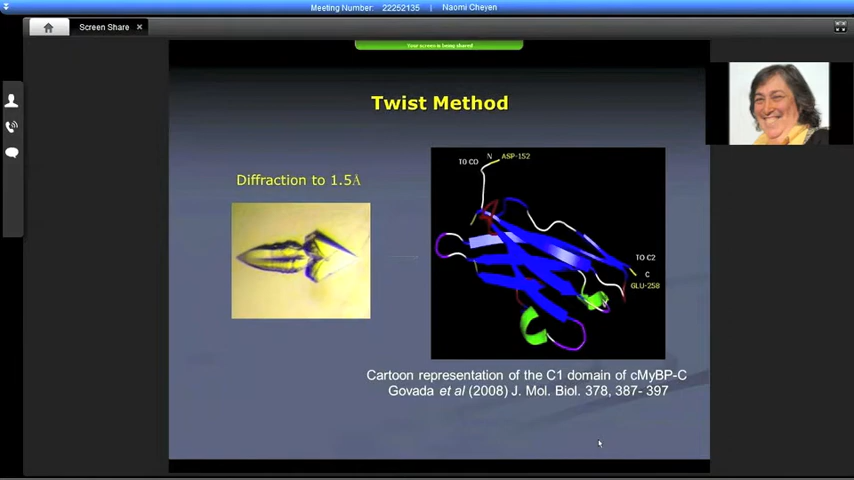 Meeting Number: 22252135 | Naomi Cheyen
Screen Share
Your screen is being shared
Twist Method
Diffraction to 1.5Å
TO CO N ASP-152
TO C2
C
GLU-258
Cartoon representation of the C1 domain of cMyBP-C
Govada et al (2008) J. Mol. Biol. 378, 387- 397